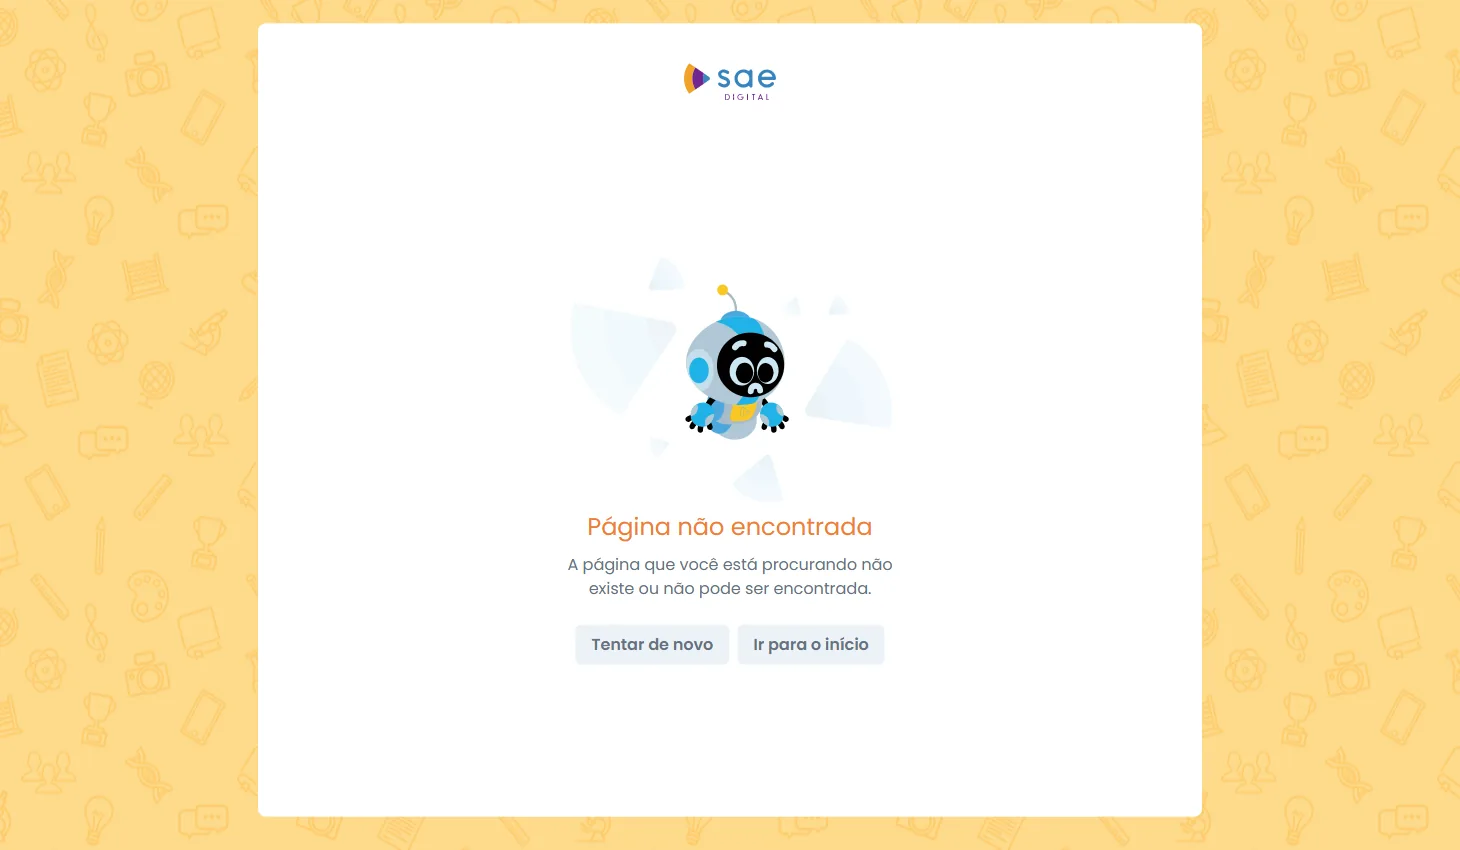 sae
DIGITAL
Página não encontrada
A página que você está procurando não
existe ou não pode ser encontrada.
Tentar de novo
Ir para o início